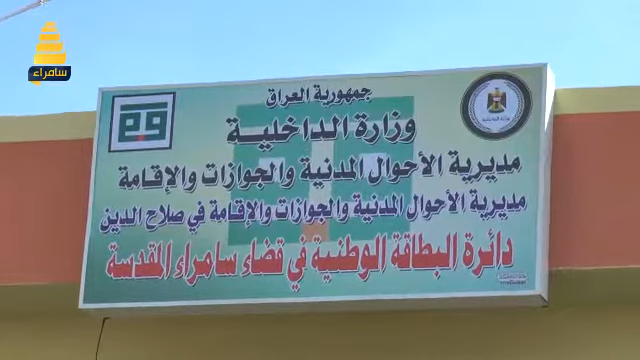 سامراء
جمهورية العراق
وزارة الداخلية
مديرية الأحوال المدنية والجوازات والإقامة
مديرية الأحوال المدنية والجوازات والإقامة في صلاح الدين
دائرة البطاقة الوطنية في قضاء سامراء المقدسة